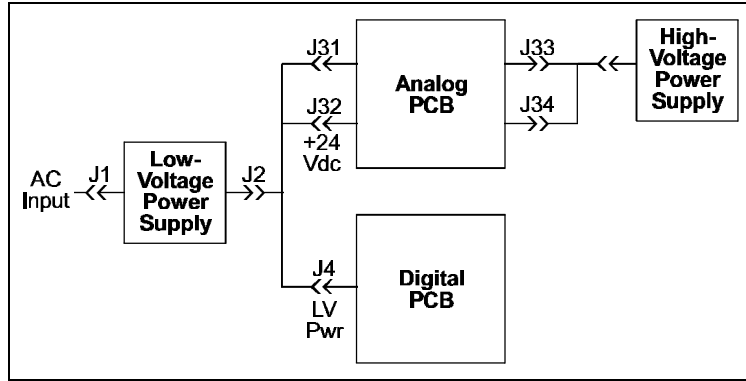 AC
Input
J1
Low-
Voltage
Power
Supply
J2
J31
J32
+24
Vdc
Analog
PCB
J33
J34
High-
Voltage
Power
Supply
J4
LV
Pwr
Digital
PCB